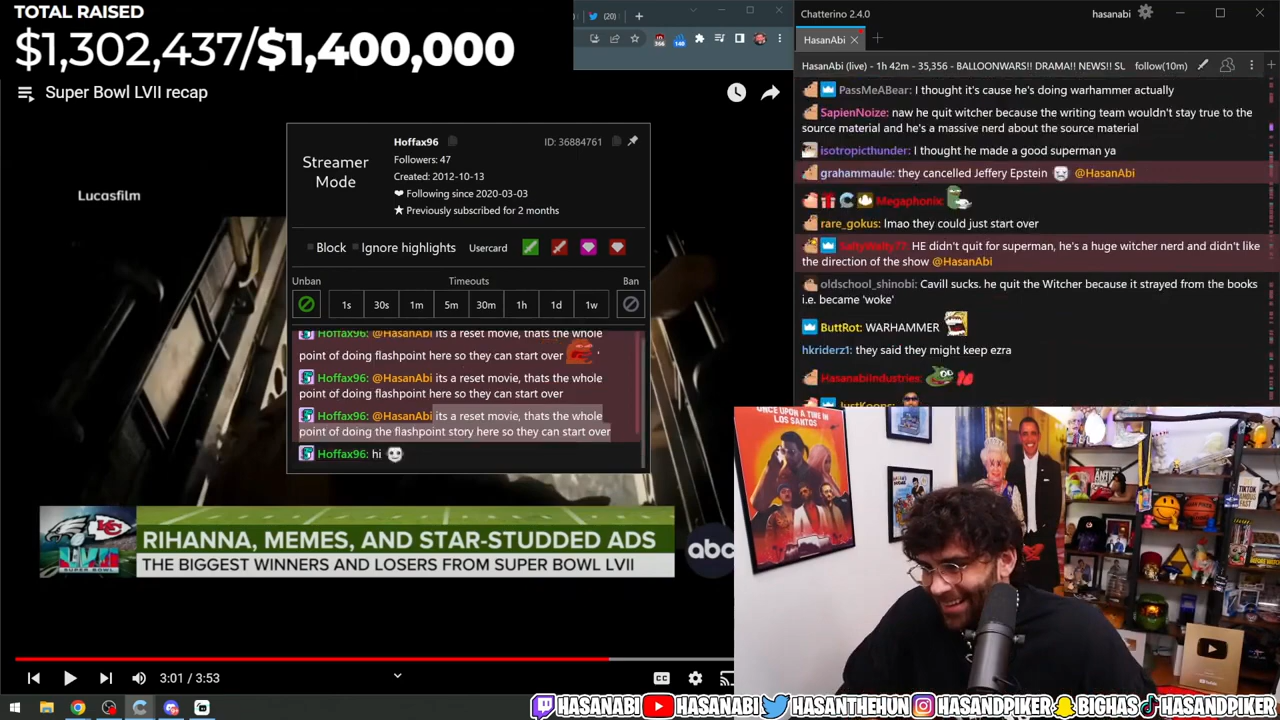 TOTAL RAISED
$1,302,437/$1,400,000
Super Bowl LVII recap
Lucasfilm
(20)
366
140
Streamer
Mode
Hoffax96
ID: 36884761
Followers: 47
Created: 2012-10-13
❤ Following since 2020-03-03
★ Previously subscribed for 2 months
Block
Ignore highlights
Usercard
Unban
Timeouts
Ban
1s
30s
1m
5m
30m
1h
1d
1w
Hoffax96: @HasanAbi its a reset movie, thats the whole
point of doing flashpoint here so they can start over
Hoffax96: @HasanAbi its a reset movie, thats the whole
point of doing flashpoint here so they can start over
Hoffax96: @HasanAbi its a reset movie, thats the whole
point of doing the flashpoint story here so they can start over
Hoffax96: hi
SUPER BOWL
RIHANNA, MEMES, AND STAR-STUDDED ADS
THE BIGGEST WINNERS AND LOSERS FROM SUPER BOWL LVII
abc
3:01 / 3:53
CC
Chatterino 2.4.0
hasanabi
HasanAbi
HasanAbi (live) - 1h 42m - 35,356 - BALLOONWARS!! DRAMA!! NEWS!! SU
follow(10m)
PassMeABear: I thought it's cause he's doing warhammer actually
SapienNoize: naw he quit witcher because the writing team wouldn't stay true to the
source material and he's a massive nerd about the source material
isotropicthunder: I thought he made a good superman ya
grahammaule: they cancelled Jeffery Epstein @HasanAbi
Megaphonix:
rare_gokus: lmao they could just start over
SaltyWelty77: HE didn't quit for superman, he's a huge witcher nerd and didn't like
the direction of the show @HasanAbi
oldschool_shinobi: Cavill sucks. he quit the Witcher because it strayed from the books
i.e. became 'woke'
ButtRot: WARHAMMER
hkriderz1: they said they might keep ezra
HasanabiIndustries:
JustKoops:
ONCE UPON A TIME IN
LOS SANTOS
HASANABI
HASANABI
HASANTHEHUN
HASANDPIKER
BIGHAS
HASANDPIKER